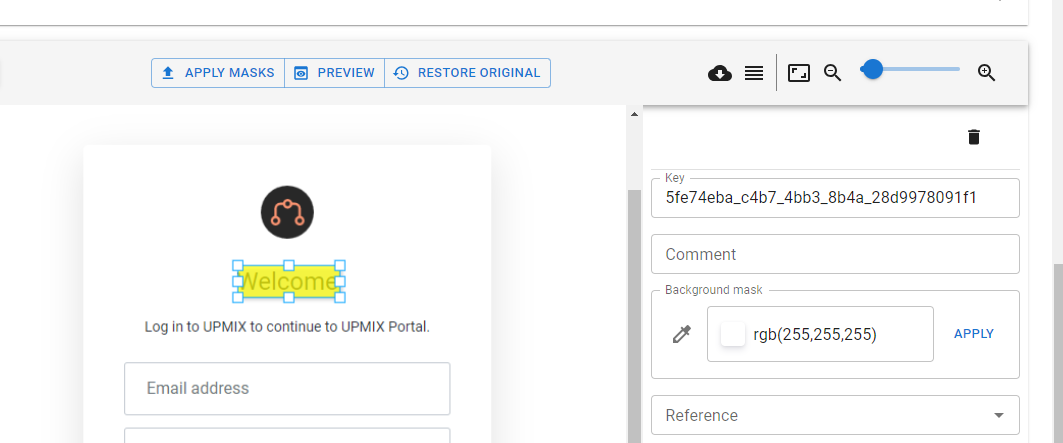 APPLY MASKS PREVIEW RESTORE ORIGINAL
Key
5fe74eba_c4b7_4bb3_8b4a_28d9978091f1
Comment
Background mask
rgb(255,255,255) APPLY
Reference
Welcome
Log in to UPMIX to continue to UPMIX Portal.
Email address